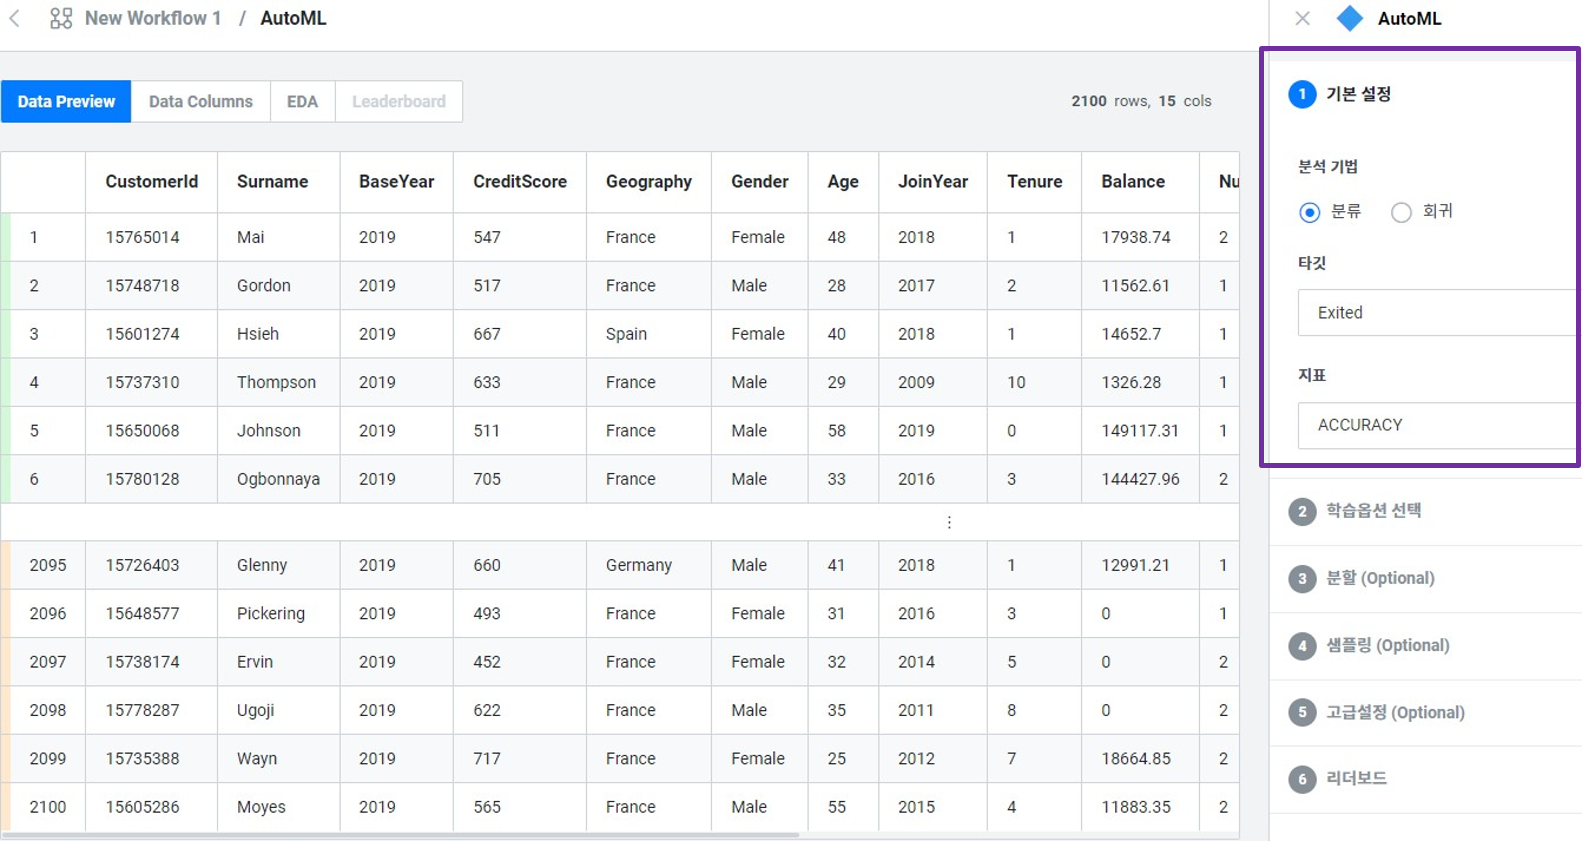 New Workflow 1 / AutoML
AutoML
Data Preview Data Columns EDA Leaderboard
2100 rows, 15 cols
CustomerId Surname BaseYear CreditScore Geography Gender Age JoinYear Tenure Balance Nu
1 15765014 Mai 2019 547 France Female 48 2018 1 17938.74 2
2 15748718 Gordon 2019 517 France Male 28 2017 2 11562.61 1
3 15601274 Hsieh 2019 667 Spain Female 40 2018 1 14652.7 1
4 15737310 Thompson 2019 633 France Male 29 2009 10 1326.28 1
5 15650068 Johnson 2019 511 France Male 58 2019 0 149117.31 1
6 15780128 Ogbonnaya 2019 705 France Male 33 2016 3 144427.96 2
2095 15726403 Glenny 2019 660 Germany Male 41 2018 1 12991.21 1
2096 15648577 Pickering 2019 493 France Female 31 2016 3 0 1
2097 15738174 Ervin 2019 452 France Female 32 2014 5 0 2
2098 15778287 Ugoji 2019 622 France Male 35 2011 8 0 2
2099 15735388 Wayn 2019 717 France Female 25 2012 7 18664.85 2
2100 15605286 Moyes 2019 565 France Male 55 2015 4 11883.35 2
1 기본 설정
분석 기법
분류 회귀
타깃
Exited
지표
ACCURACY
2 학습옵션 선택
3 분할 (Optional)
4 샘플링 (Optional)
5 고급설정 (Optional)
6 리더보드